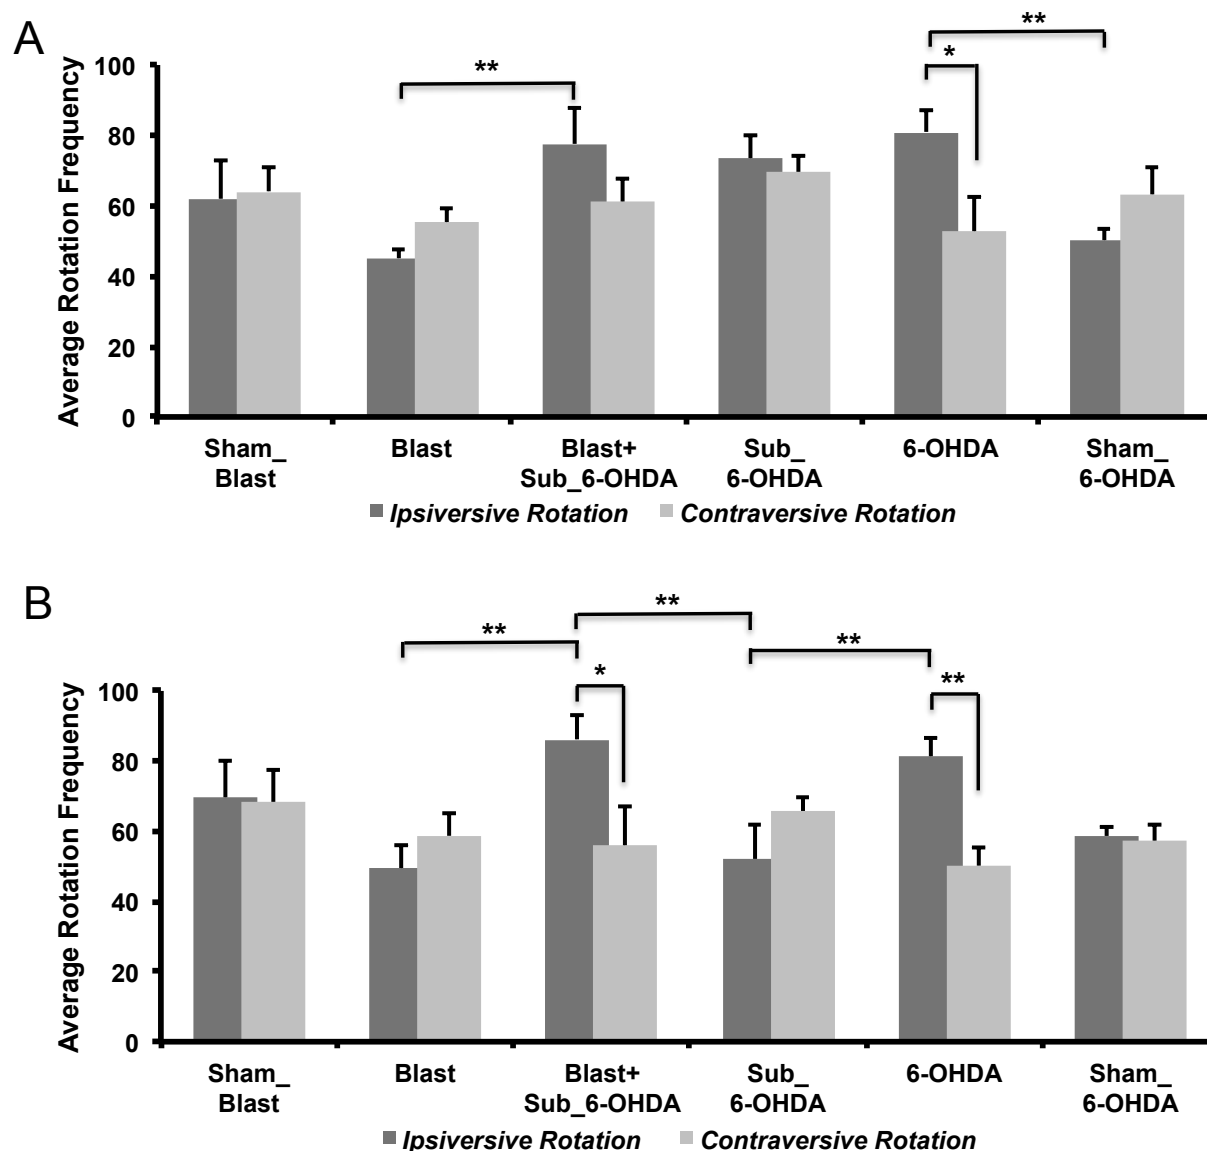 A
**
**
*
100
80
60
40
20
0
Average Rotation Frequency
Sham_
Blast
Blast
Blast+
Sub_6-OHDA
Sub_
6-OHDA
6-OHDA
Sham_
6-OHDA
Ipsiversive Rotation Contraversive Rotation
B
**
**
**
*
**
100
80
60
40
20
0
Average Rotation Frequency
Sham_
Blast
Blast
Blast+
Sub_6-OHDA
Sub_
6-OHDA
6-OHDA
Sham_
6-OHDA
Ipsiversive Rotation Contraversive Rotation